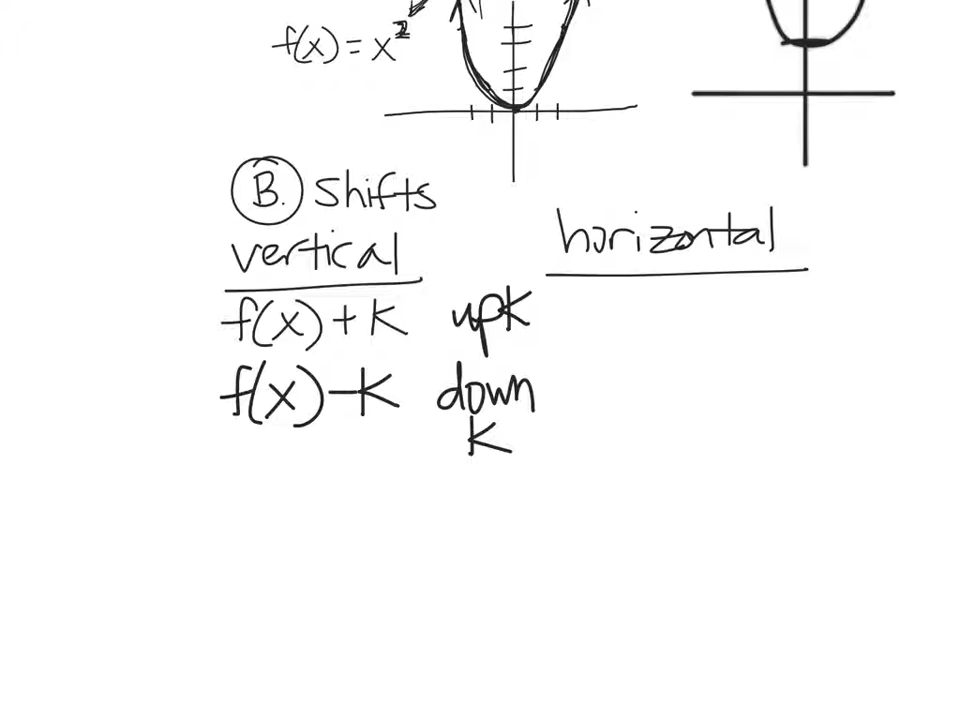 f(x) = x²
B. Shifts
vertical
horizontal
f(x) + K up K
f(x) - K down
K